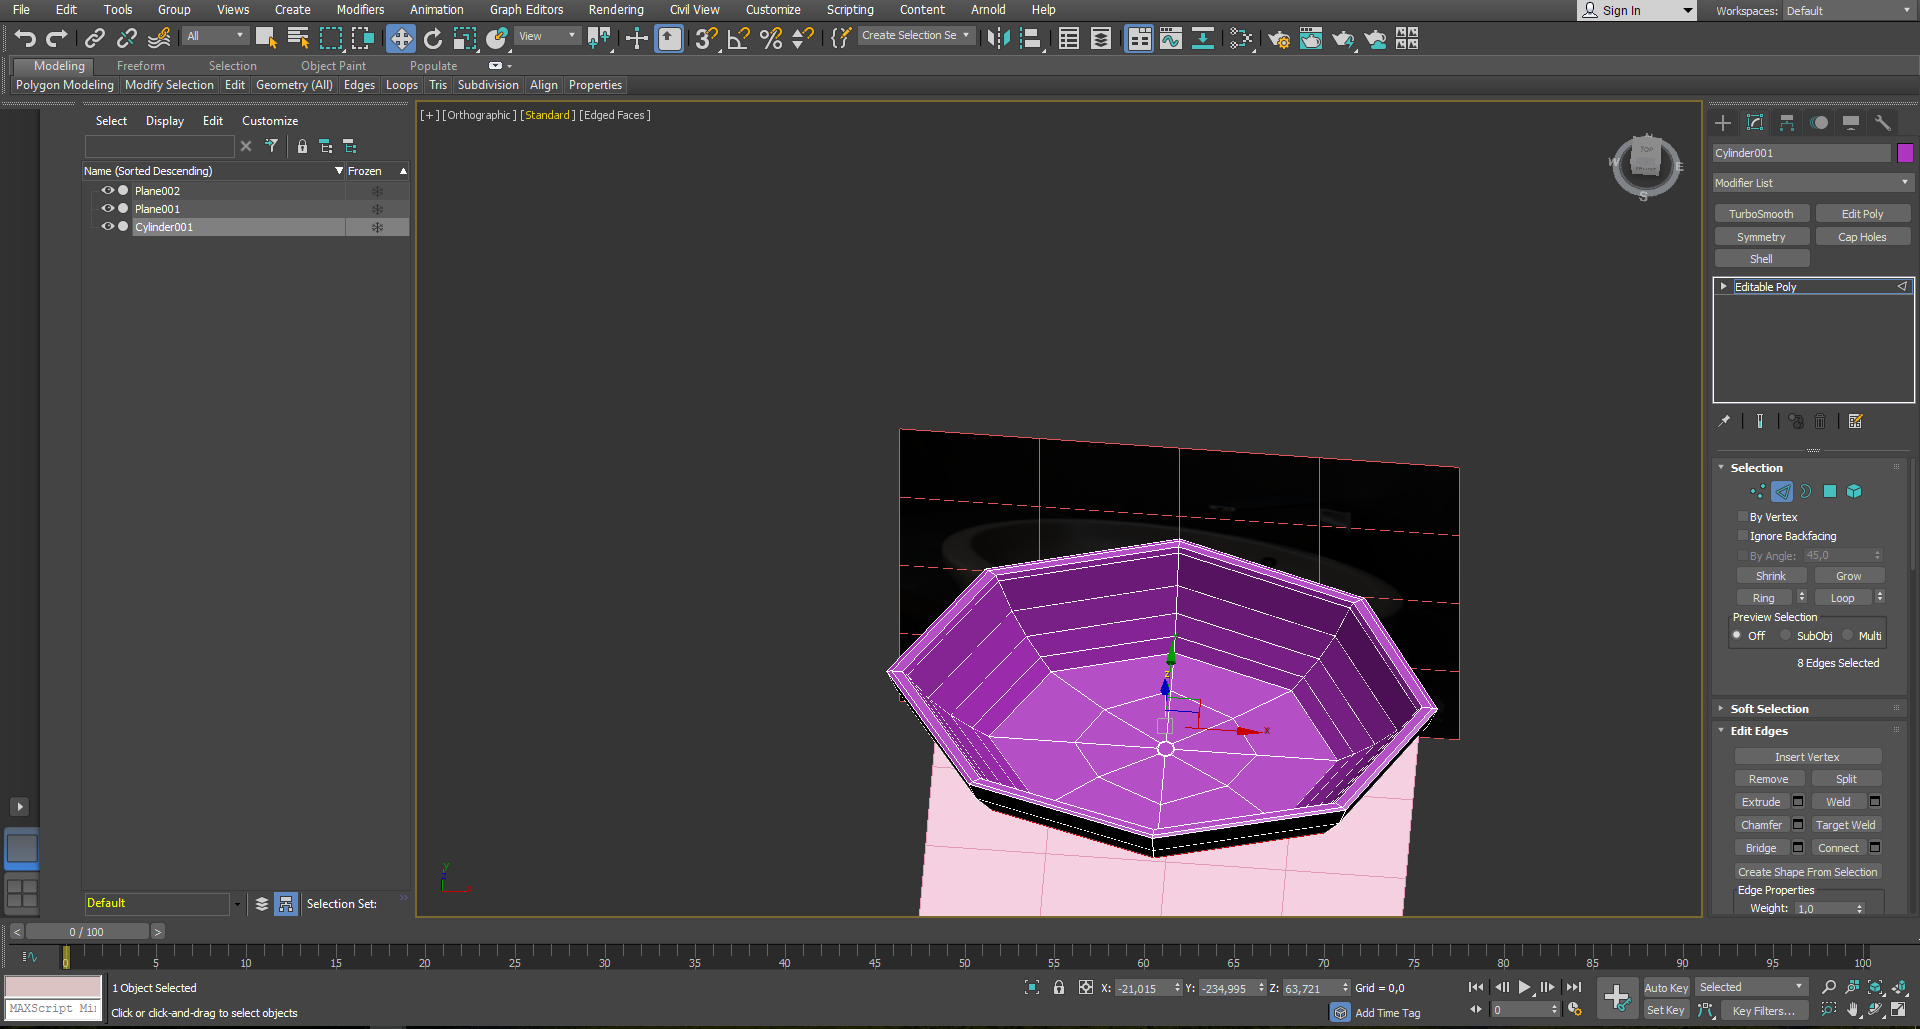 File Edit Tools Group Views Create Modifiers Animation Graph Editors Rendering Civil View Customize Scripting Content Arnold Help Sign In Workspaces: Default
All View Create Selection Se
Modeling Freeform Selection Object Paint Populate
Polygon Modeling Modify Selection Edit Geometry (All) Edges Loops Tris Subdivision Align Properties
Select Display Edit Customize
Name (Sorted Descending) Frozen
Plane002
Plane001
Cylinder001
[+] [Orthographic] [Standard] [Edged Faces]
TOP
N
W
E
S
z
x
y
Cylinder001
Modifier List
TurboSmooth Edit Poly
Symmetry Cap Holes
Shell
Editable Poly
Selection
By Vertex
Ignore Backfacing
By Angle: 45,0
Shrink Grow
Ring Loop
Preview Selection
Off SubObj Multi
8 Edges Selected
Soft Selection
Edit Edges
Insert Vertex
Remove Split
Extrude Weld
Chamfer Target Weld
Bridge Connect
Create Shape From Selection
Edge Properties
Weight: 1,0
Default Selection Set:
< 0 / 100 >
0 5 10 15 20 25 30 35 40 45 50 55 60 65 70 75 80 85 90 95 100
1 Object Selected X: -21,015 Y: -234,995 Z: 63,721 Grid = 0,0 Auto Key Selected
MAXScript Mi
Click or click-and-drag to select objects Add Time Tag 0 Set Key Key Filters...